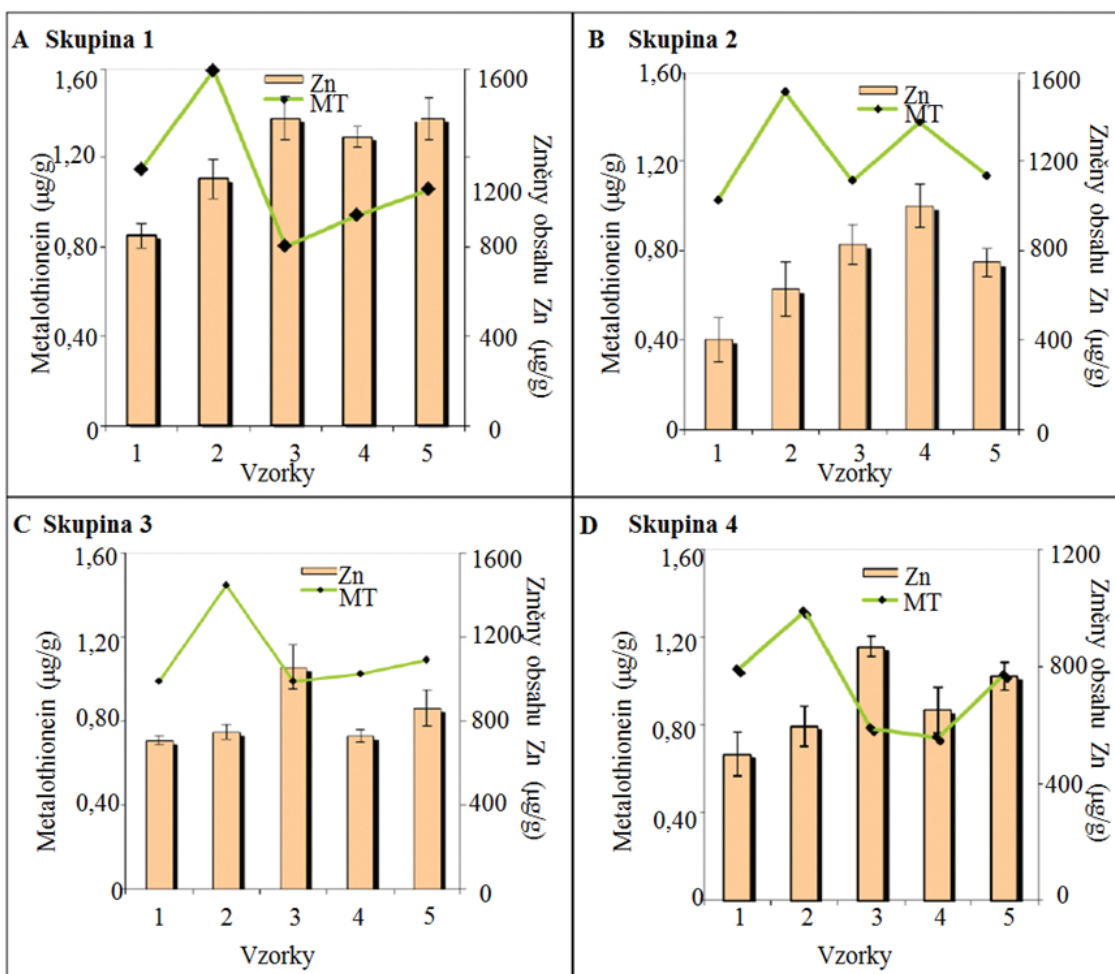 A Skupina 1
Metalothionein (µg/g)
1,60
1,20
0,80
0,40
0
Zn
MT
1600
1200
800
400
0
Změny obsahu Zn (µg/g)
1 2 3 4 5
Vzorky
B Skupina 2
Metalothionein (µg/g)
1,60
1,20
0,80
0,40
0
Zn
MT
1600
1200
800
400
0
Změny obsahu Zn (µg/g)
1 2 3 4 5
Vzorky
C Skupina 3
Metalothionein (µg/g)
1,60
1,20
0,80
0,40
0
Zn
MT
1600
1200
800
400
0
Změny obsahu Zn (µg/g)
1 2 3 4 5
Vzorky
D Skupina 4
Metalothionein (µg/g)
1,60
1,20
0,80
0,40
0
Zn
MT
1200
800
400
0
Změny obsahu Zn (µg/g)
1 2 3 4 5
Vzorky